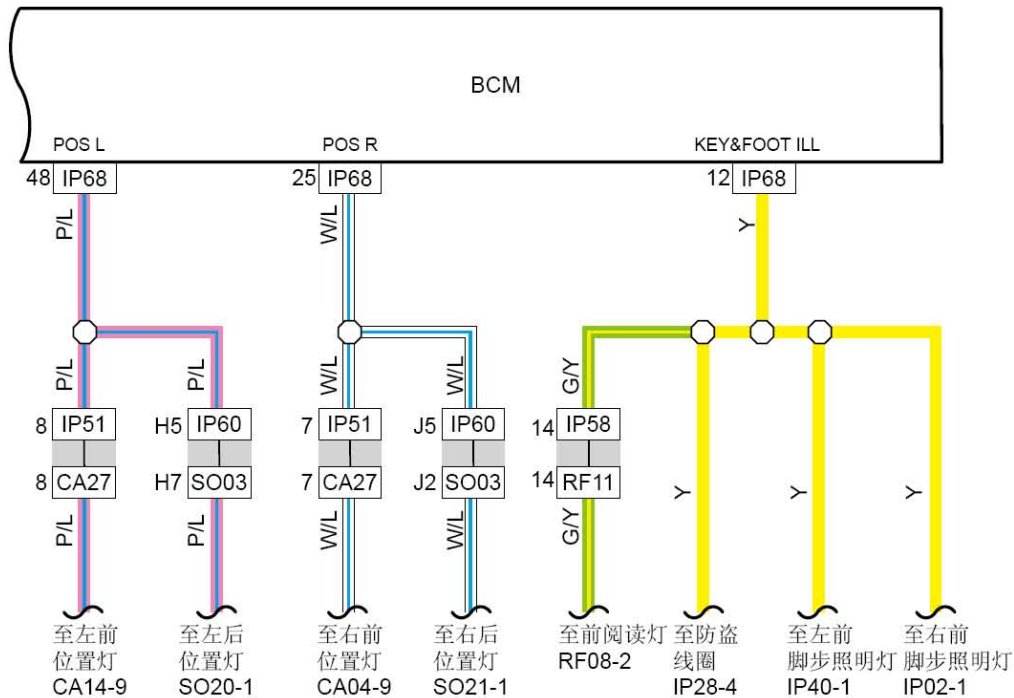 BCM
POS L
POS R
KEY&FOOT ILL
48 IP68
25 IP68
12 IP68
P/L
W/L
Y
P/L
P/L
W/L
W/L
G/Y
8 IP51
H5 IP60
7 IP51
J5 IP60
14 IP58
8 CA27
H7 SO03
7 CA27
J2 SO03
14 RF11
P/L
P/L
W/L
W/L
G/Y
Y
Y
Y
至左前
位置灯
CA14-9
至左后
位置灯
SO20-1
至右前
位置灯
CA04-9
至右后
位置灯
SO21-1
至前阅读灯
RF08-2
至防盗
线圈
IP28-4
至左前
脚步照明灯
IP40-1
至右前
脚步照明灯
IP02-1